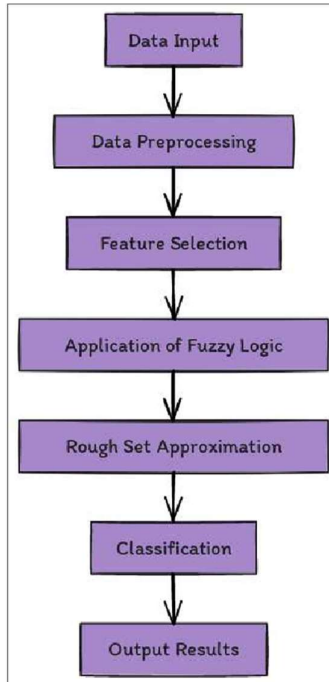 Data Input
Data Preprocessing
Feature Selection
Application of Fuzzy Logic
Rough Set Approximation
Classification
Output Results